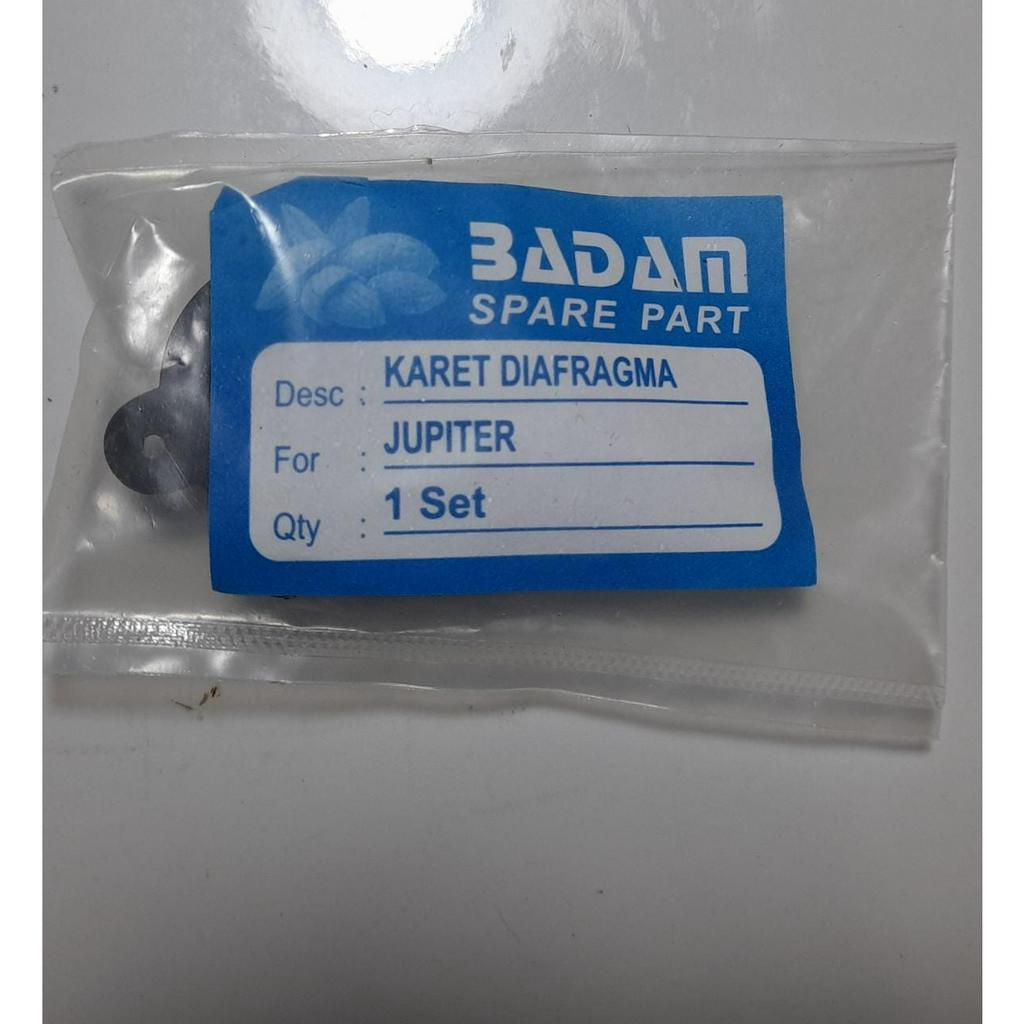 BADAM
SPARE PART
Desc : KARET DIAFRAGMA
For : JUPITER
Qty : 1 Set